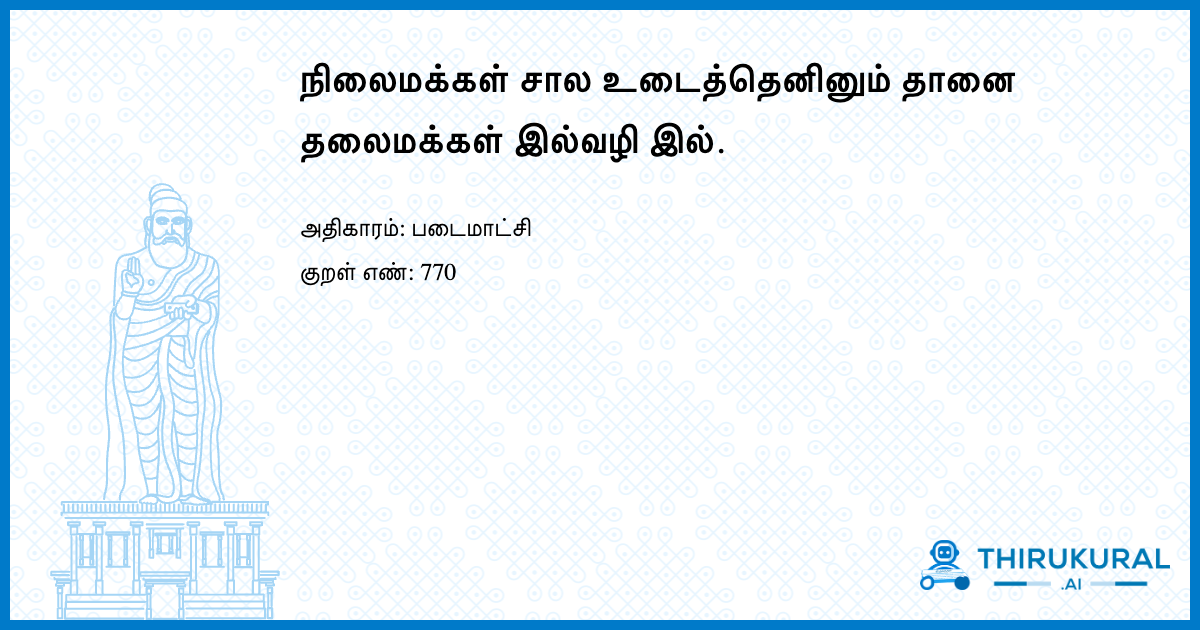 நிலைமக்கள் சால உடைத்தெனினும் தானை
தலைமக்கள் இல்வழி இல்.
அதிகாரம்: படைமாட்சி
குறள் எண்: 770
THIRUKURAL
.AI